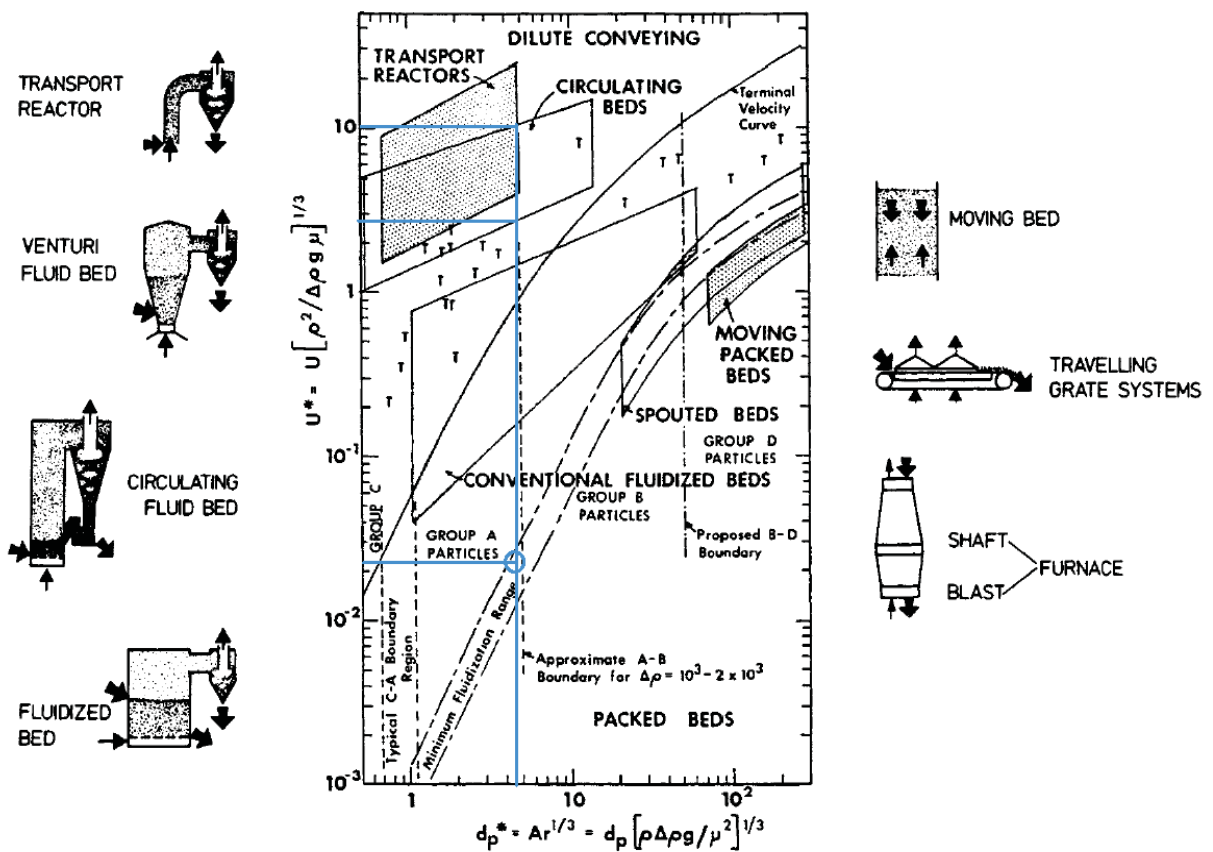 TRANSPORT
REACTOR
VENTURI
FLUID BED
CIRCULATING
FLUID BED
FLUIDIZED
BED
U* = U[ρ²/Δρgμ]^1/3
10
1
10⁻¹
10⁻²
10⁻³
DILUTE CONVEYING
TRANSPORT
REACTORS
CIRCULATING
BEDS
Terminal
Velocity
Curve
T T T T T T T T T T T T T T T T T T T T
MOVING
PACKED
BEDS
SPOUTED BEDS
GROUP D
PARTICLES
CONVENTIONAL FLUIDIZED BEDS
GROUP B
PARTICLES
GROUP C
GROUP A
PARTICLES
Proposed B-D
Boundary
Typical C-A Boundary
Region
Minimum Fluidization Range
Approximate A-B
Boundary for Δρ = 10³-2 x 10³
PACKED BEDS
1
10
10²
dp* = Ar^1/3 = dp[ρΔρg/μ²]^1/3
MOVING BED
TRAVELLING
GRATE SYSTEMS
SHAFT
FURNACE
BLAST